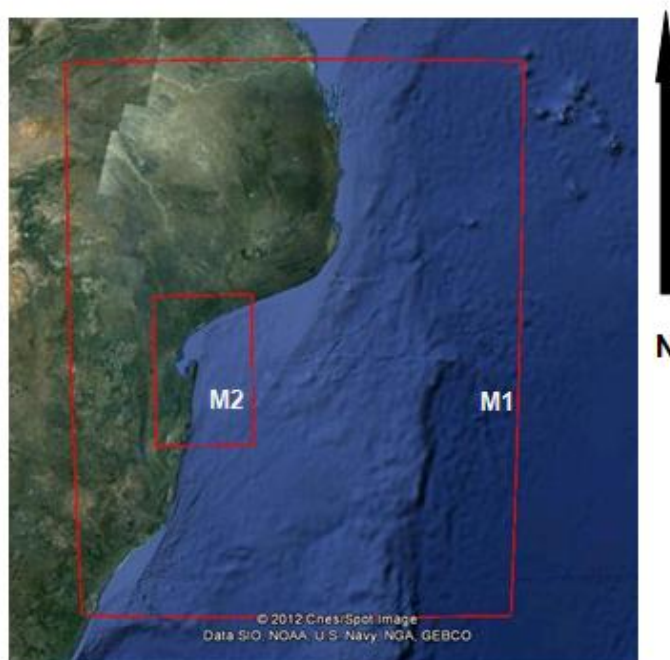 N
M2
M1
© 2012 Cnes/Spot Image
Data SIO, NOAA, U.S. Navy, NGA, GEBCO